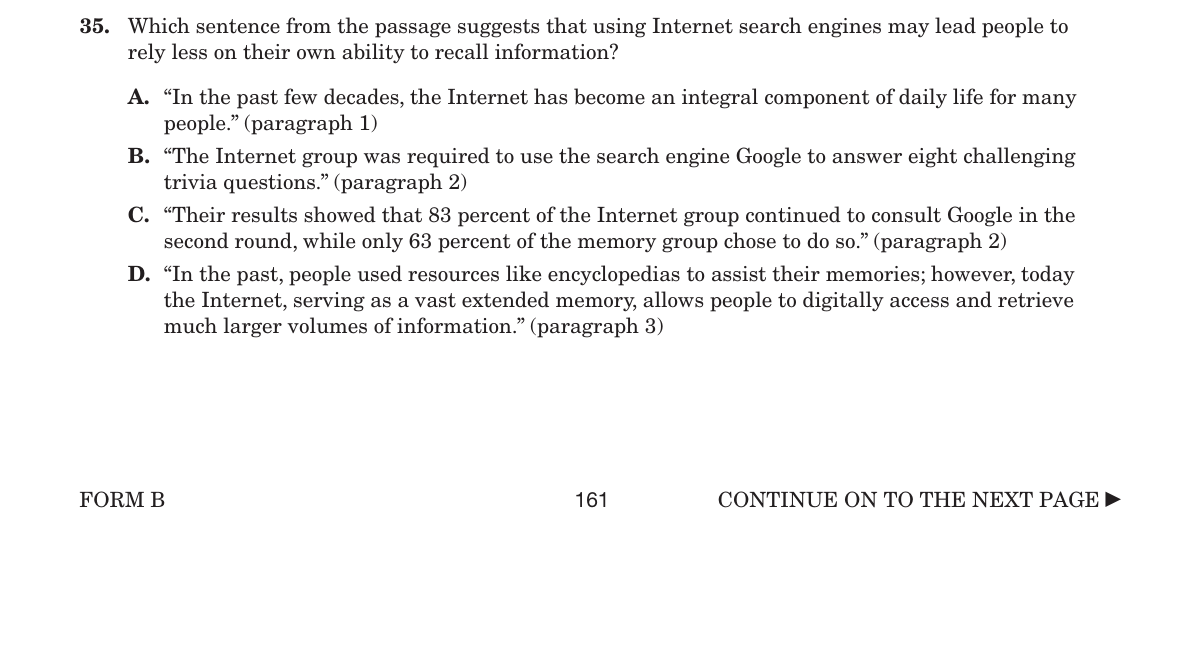 35. Which sentence from the passage suggests that using Internet search engines may lead people to
rely less on their own ability to recall information?
A. “In the past few decades, the Internet has become an integral component of daily life for many
people.” (paragraph 1)
B. “The Internet group was required to use the search engine Google to answer eight challenging
trivia questions.” (paragraph 2)
C. “Their results showed that 83 percent of the Internet group continued to consult Google in the
second round, while only 63 percent of the memory group chose to do so.” (paragraph 2)
D. “In the past, people used resources like encyclopedias to assist their memories; however, today
the Internet, serving as a vast extended memory, allows people to digitally access and retrieve
much larger volumes of information.” (paragraph 3)
FORM B 161 CONTINUE ON TO THE NEXT PAGE ▶